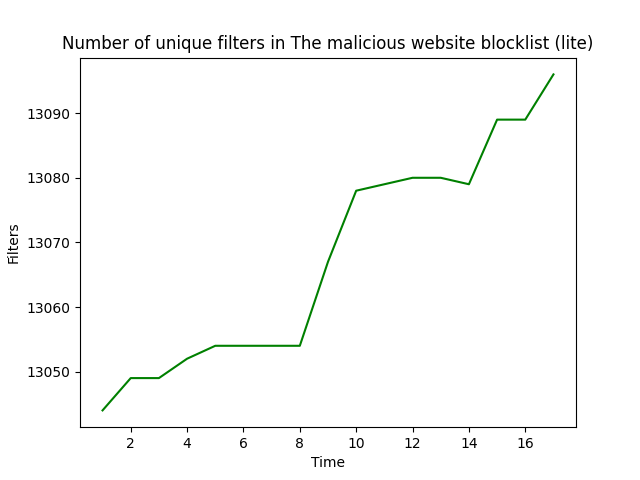 Number of unique filters in The malicious website blocklist (lite)
13090
13080
13070
13060
13050
Filters
2 4 6 8 10 12 14 16
Time